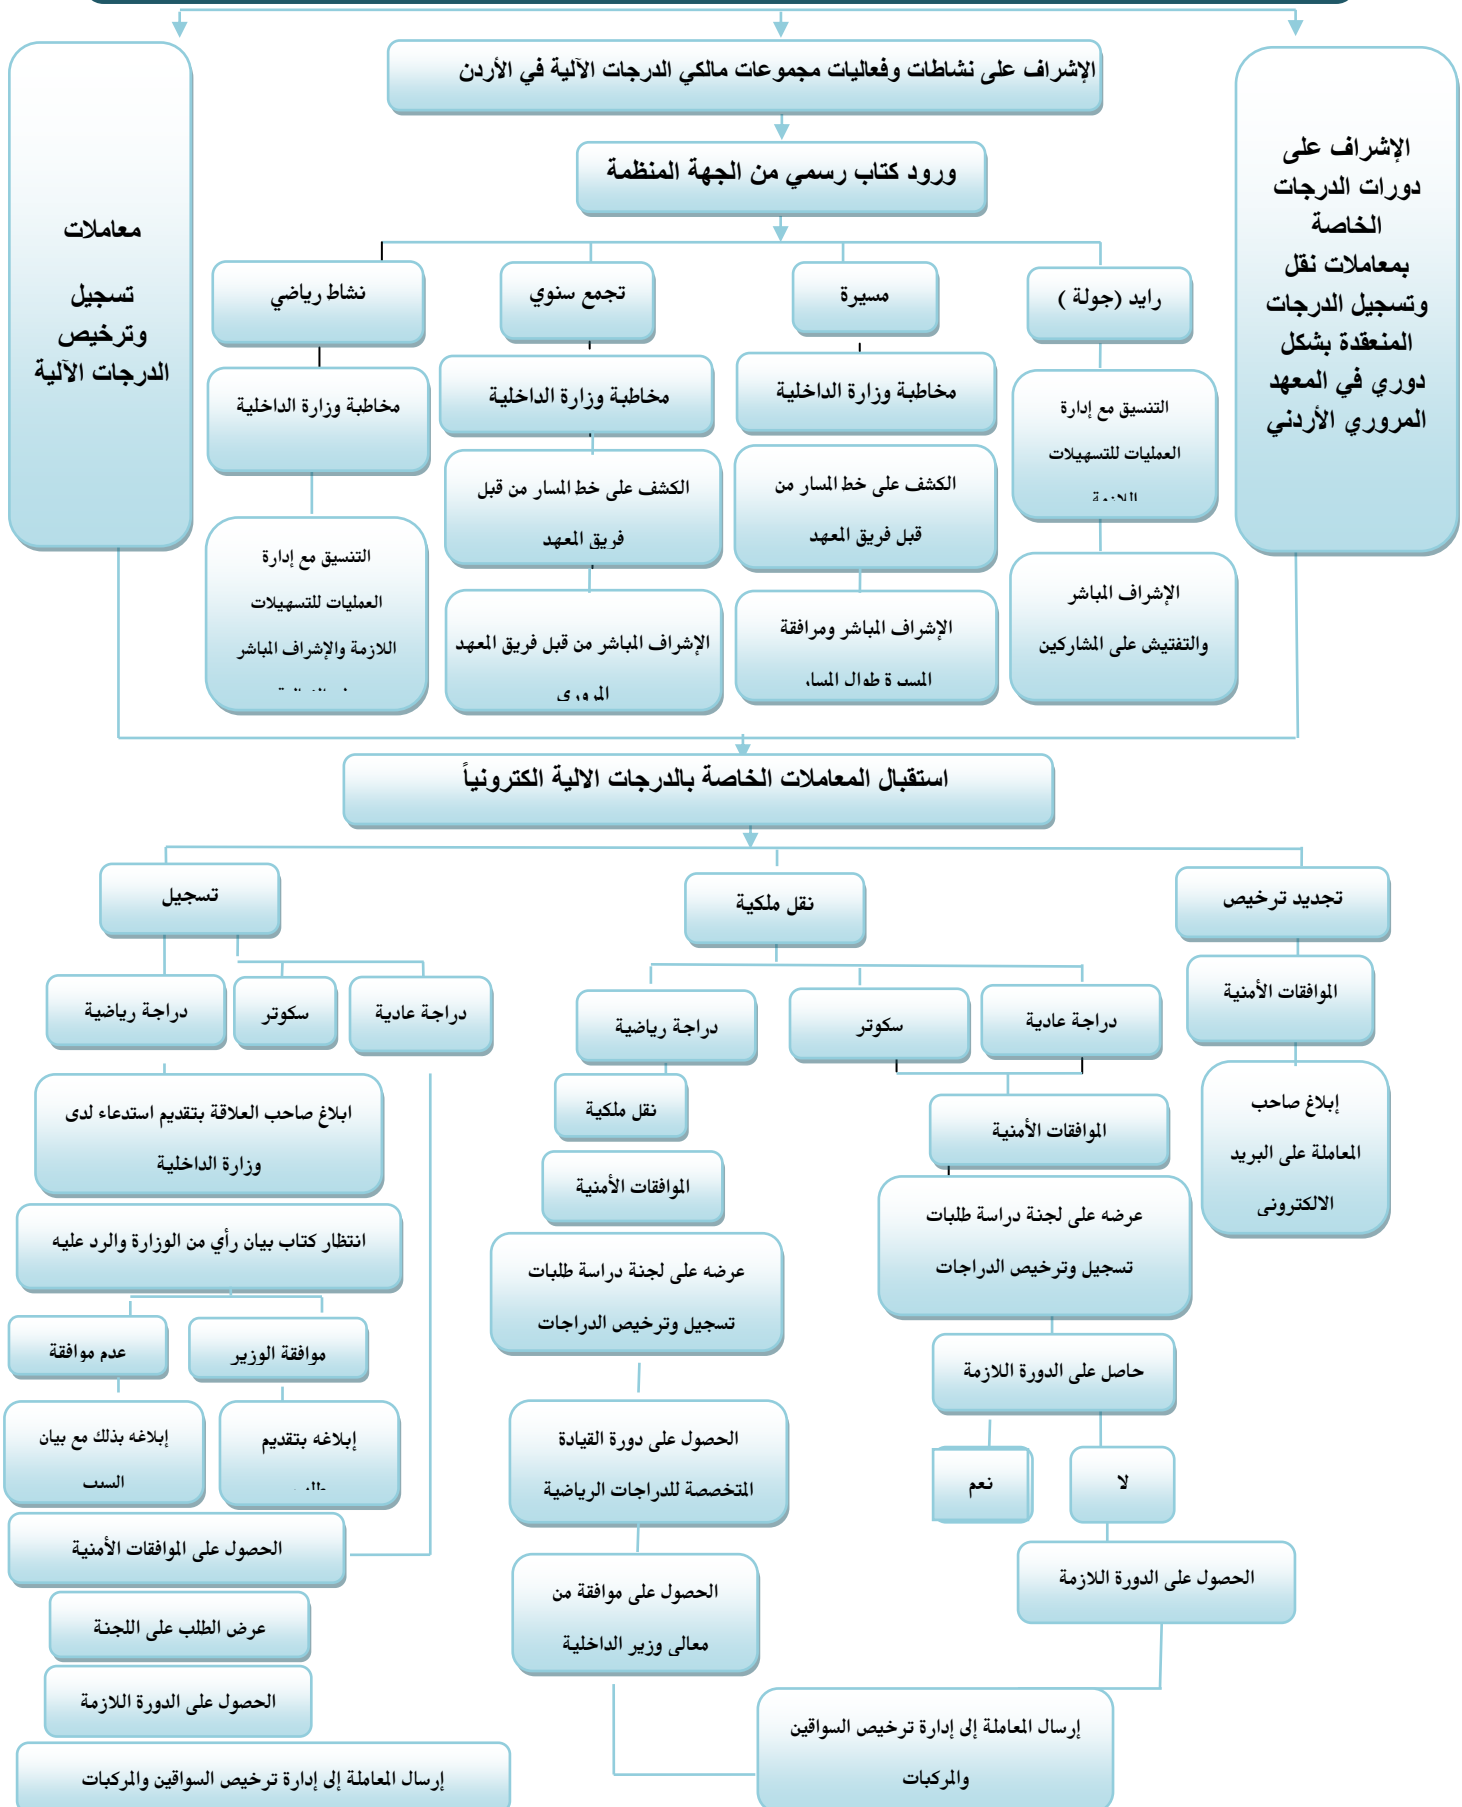 الإشراف على نشاطات وفعاليات مجموعات مالكي الدرجات الآلية في الأردن
الإشراف على
دورات الدرجات
الخاصة
بمعاملات نقل
وتسجيل الدرجات
المنعقدة بشكل
دوري في المعهد
المروري الأردني
معاملات
تسجيل
وترخيص
الدرجات الآلية
ورود كتاب رسمي من الجهة المنظمة
رايد (جولة )
مسيرة
تجمع سنوي
نشاط رياضي
التنسيق مع إدارة
العمليات للتسهيلات
اللازمة
مخاطبة وزارة الداخلية
مخاطبة وزارة الداخلية
مخاطبة وزارة الداخلية
الكشف على خط المسار من
قبل فريق المعهد
الكشف على خط المسار من قبل
فريق المعهد
التنسيق مع إدارة
العمليات للتسهيلات
اللازمة والإشراف المباشر
الإشراف المباشر
والتفتيش على المشاركين
الإشراف المباشر ومرافقة
المسيرة طوال المسار
الإشراف المباشر من قبل فريق المعهد
المروري
استقبال المعاملات الخاصة بالدرجات الالية الكترونياً
تجديد ترخيص
نقل ملكية
تسجيل
الموافقات الأمنية
إبلاغ صاحب
المعاملة على البريد
الالكتروني
دراجة عادية
سكوتر
دراجة رياضية
دراجة عادية
سكوتر
دراجة رياضية
الموافقات الأمنية
عرضه على لجنة دراسة طلبات
تسجيل وترخيص الدراجات
حاصل على الدورة اللازمة
لا
نعم
الحصول على الدورة اللازمة
نقل ملكية
الموافقات الأمنية
عرضه على لجنة دراسة طلبات
تسجيل وترخيص الدراجات
الحصول على دورة القيادة
المتخصصة للدراجات الرياضية
الحصول على موافقة من
معالي وزير الداخلية
إرسال المعاملة إلى إدارة ترخيص السواقين
والمركبات
ابلاغ صاحب العلاقة بتقديم استدعاء لدى
وزارة الداخلية
انتظار كتاب بيان رأي من الوزارة والرد عليه
موافقة الوزير
عدم موافقة
إبلاغه بتقديم
طلب
إبلاغه بذلك مع بيان
السبب
الحصول على الموافقات الأمنية
عرض الطلب على اللجنة
الحصول على الدورة اللازمة
إرسال المعاملة إلى إدارة ترخيص السواقين والمركبات